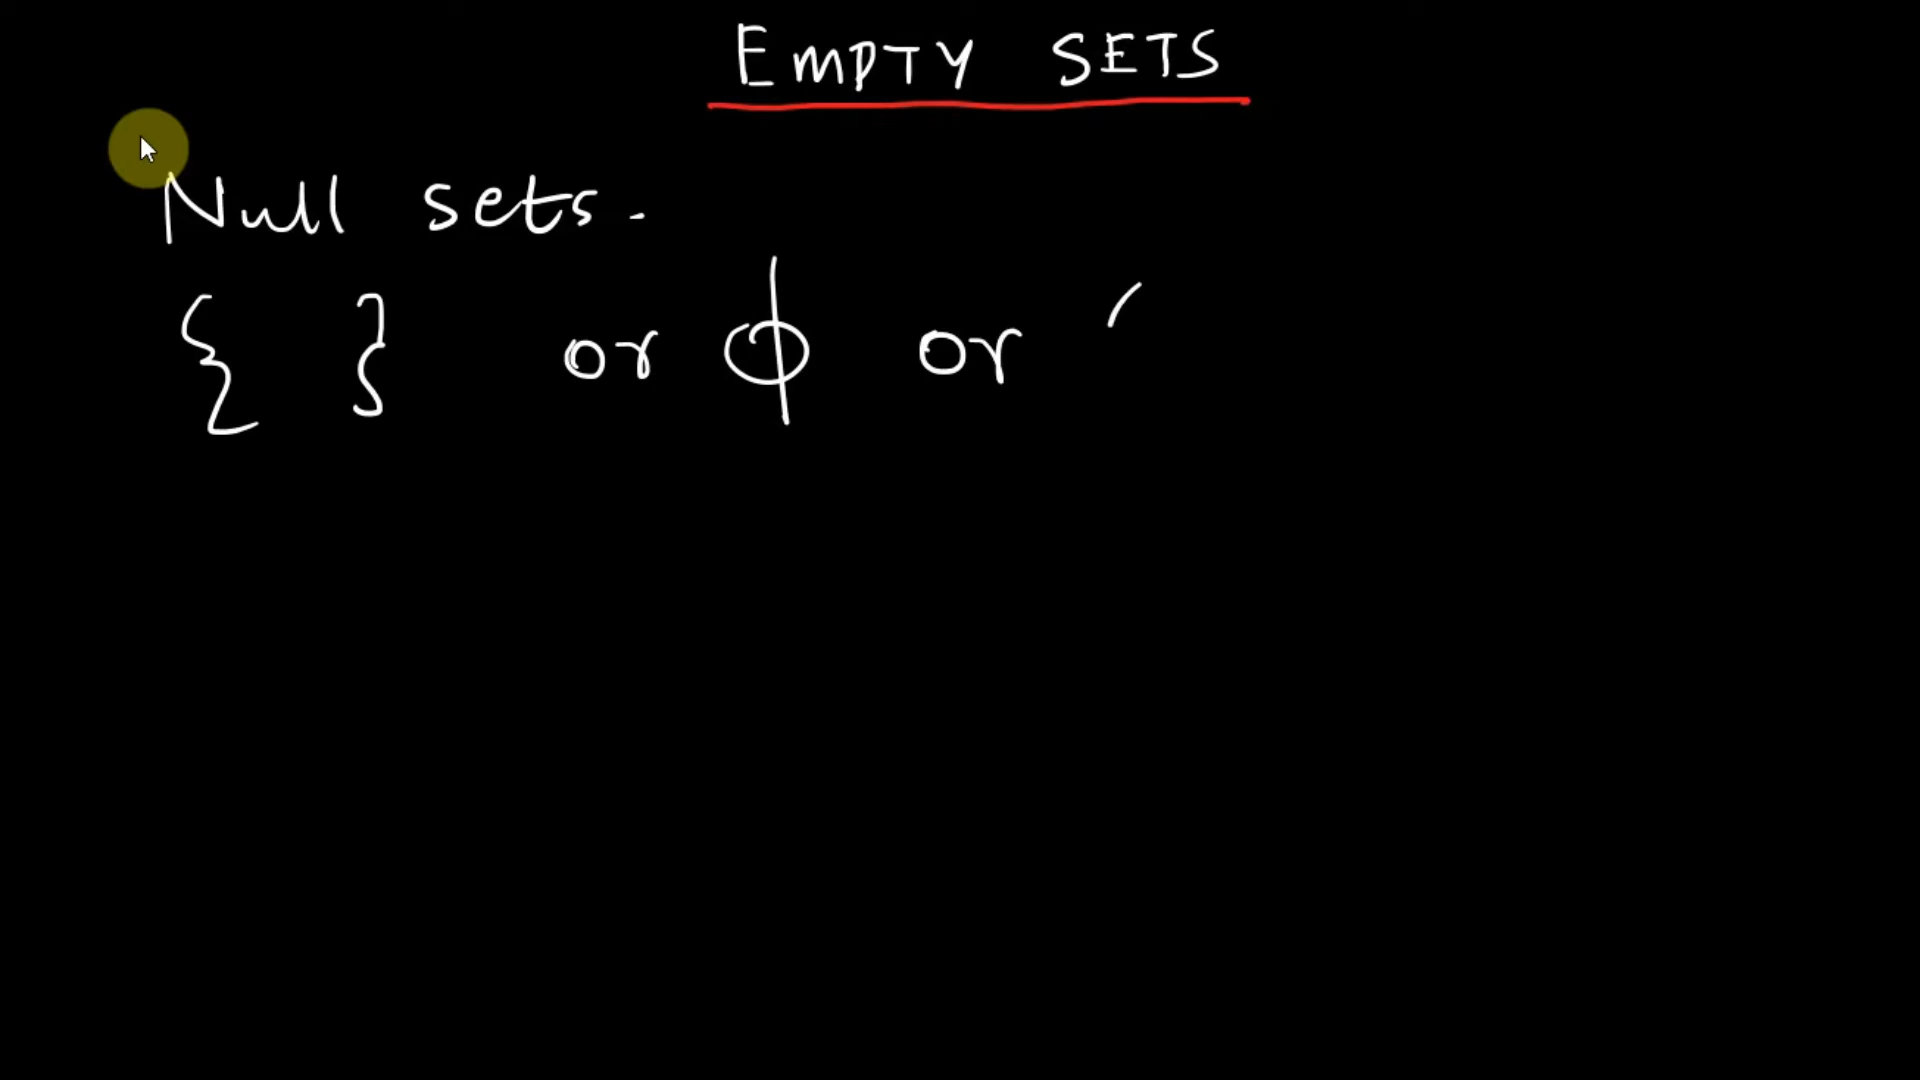 EMPTY SETS
Null sets.
{ } or ϕ or